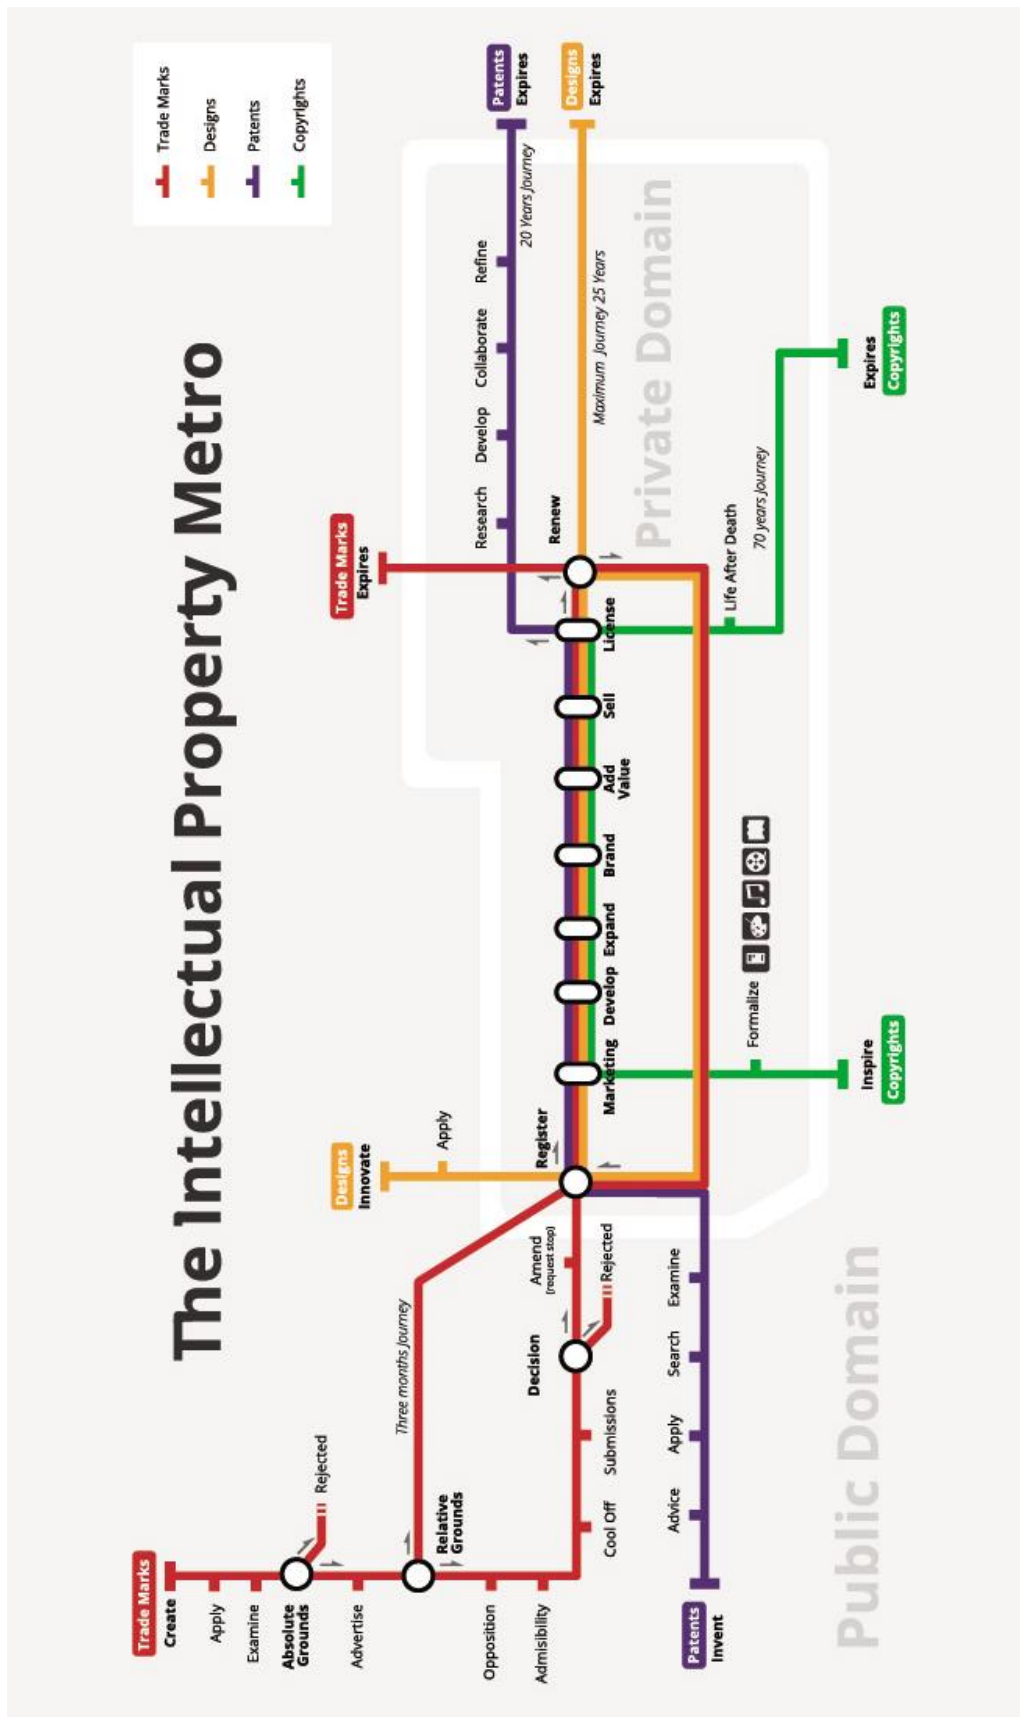 The Intellectual Property Metro
Trade Marks
Designs
Patents
Copyrights
Trade Marks
Create
Apply
Examine
Absolute
Grounds
Rejected
Advertise
Relative
Grounds
Three months Journey
Opposition
Admisibility
Cool Off
Submissions
Decision
Rejected
Amend
(request stop)
Designs
Innovate
Apply
Register
Patents
Invent
Advice
Apply
Search
Examine
Copyrights
Inspire
Formalize
Marketing
Develop
Expand
Brand
Add
Value
Sell
License
Renew
Trade Marks
Expires
Research
Develop
Collaborate
Refine
20 Years Journey
Patents
Expires
Maximum Journey 25 Years
Designs
Expires
Life After Death
70 years Journey
Expires
Copyrights
Private Domain
Public Domain